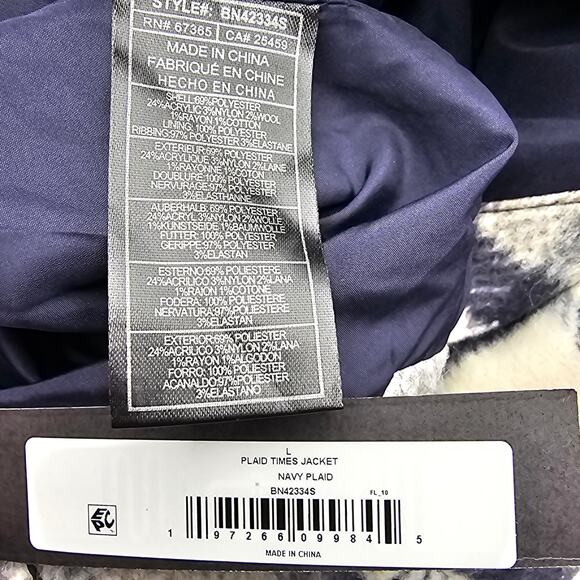 STYLE#: BN42334S
RN# 67365 CA# 26459
MADE IN CHINA
FABRIQUÉ EN CHINE
HECHO EN CHINA
SHELL:69%POLYESTER
24%ACRYLIC 3%NYLON 2%WOOL
1%RAYON 1%COTTON
LINING: 100% POLYESTER
RIBBING:97% POLYESTER 3%ELASTANE
EXTERIEUR:69% POLYESTER
24%ACRYLIQUE 3%NYLON 2%LAINE
1%RAYONNE 1%COTON
DOUBLURE: 100% POLYESTER
NERVURAGE:97% POLYESTER
3%ELASTHANNE
AUßERHALB: 69% POLYESTER
24%ACRYL 3%NYLON 2%WOLLE
1%KUNSTSEIDE 1%BAUMWOLLE
FUTTER: 100% POLYESTER
GERIPPE:97% POLYESTER
3%ELASTAN
ESTERNO:69% POLIESTERE
24%ACRILICO 3%NYLON 2%LANA
1%RAION 1%COTONE
FODERA: 100% POLIESTERE
NERVATURA:97% POLIESTERE
3%ELASTAN
EXTERIOR:69% POLIESTER
24%ACRILICO 3%NYLON 2%LANA
1%RAYÓN 1%ALGODON
FORRO: 100% POLIESTER
ACANALADO:97%POLIESTER
3%ELASTANO
L
PLAID TIMES JACKET
NAVY PLAID
BN42334S FL_10
EPC
1 97266 09984 5
MADE IN CHINA